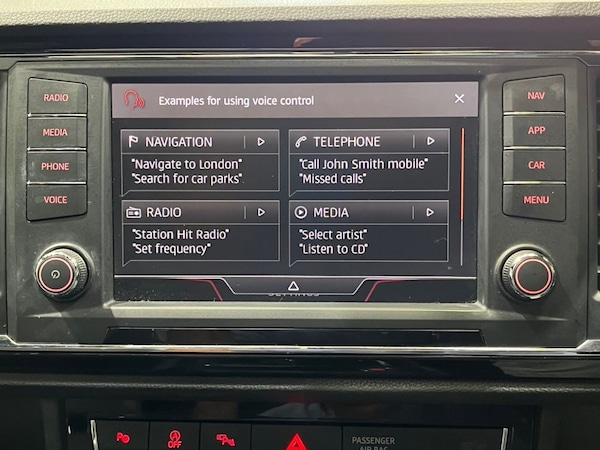 Examples for using voice control
RADIO
MEDIA
PHONE
VOICE
NAVIGATION
"Navigate to London"
"Search for car parks"
TELEPHONE
"Call John Smith mobile"
"Missed calls"
RADIO
"Station Hit Radio"
"Set frequency"
MEDIA
"Select artist"
"Listen to CD"
SETTINGS
NAV
APP
CAR
MENU
OFF
PASSENGER
AIR BAG